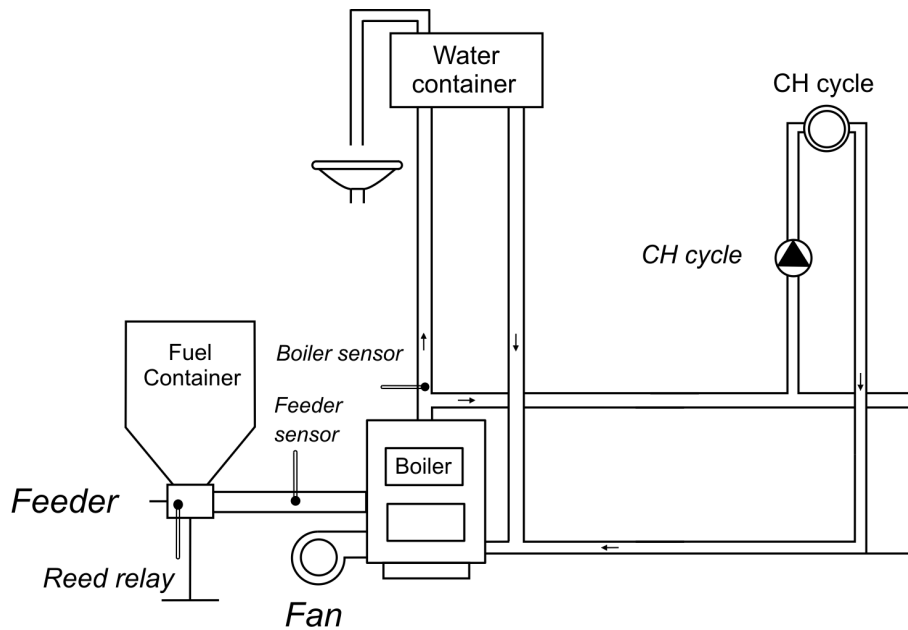 Water
container
CH cycle
CH cycle
Boiler sensor
Fuel
Container
Feeder
sensor
Boiler
Feeder
Reed relay
Fan